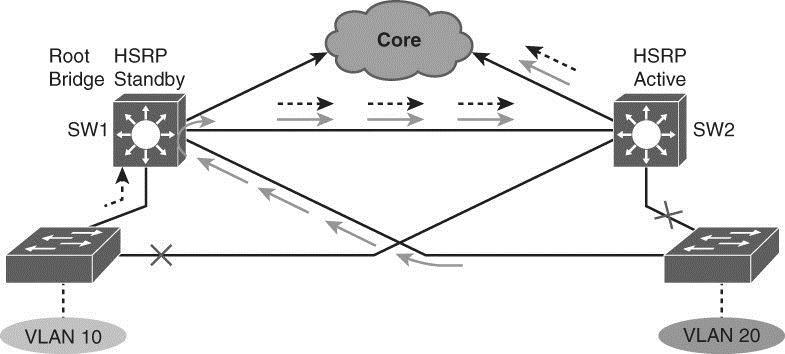 Core
Root
Bridge
HSRP
Standby
HSRP
Active
SW1
SW2
VLAN 10
VLAN 20